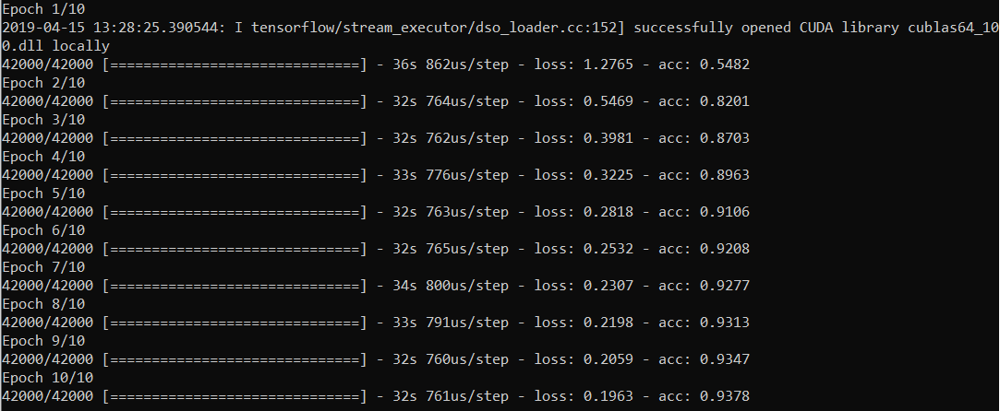 Epoch 1/10
2019-04-15 13:28:25.390544: I tensorflow/stream_executor/dso_loader.cc:152] successfully opened CUDA library cublas64_10
0.dll locally
42000/42000 [==============================] - 36s 862us/step - loss: 1.2765 - acc: 0.5482
Epoch 2/10
42000/42000 [==============================] - 32s 764us/step - loss: 0.5469 - acc: 0.8201
Epoch 3/10
42000/42000 [==============================] - 32s 762us/step - loss: 0.3981 - acc: 0.8703
Epoch 4/10
42000/42000 [==============================] - 33s 776us/step - loss: 0.3225 - acc: 0.8963
Epoch 5/10
42000/42000 [==============================] - 32s 763us/step - loss: 0.2818 - acc: 0.9106
Epoch 6/10
42000/42000 [==============================] - 32s 765us/step - loss: 0.2532 - acc: 0.9208
Epoch 7/10
42000/42000 [==============================] - 34s 800us/step - loss: 0.2307 - acc: 0.9277
Epoch 8/10
42000/42000 [==============================] - 33s 791us/step - loss: 0.2198 - acc: 0.9313
Epoch 9/10
42000/42000 [==============================] - 32s 760us/step - loss: 0.2059 - acc: 0.9347
Epoch 10/10
42000/42000 [==============================] - 32s 761us/step - loss: 0.1963 - acc: 0.9378